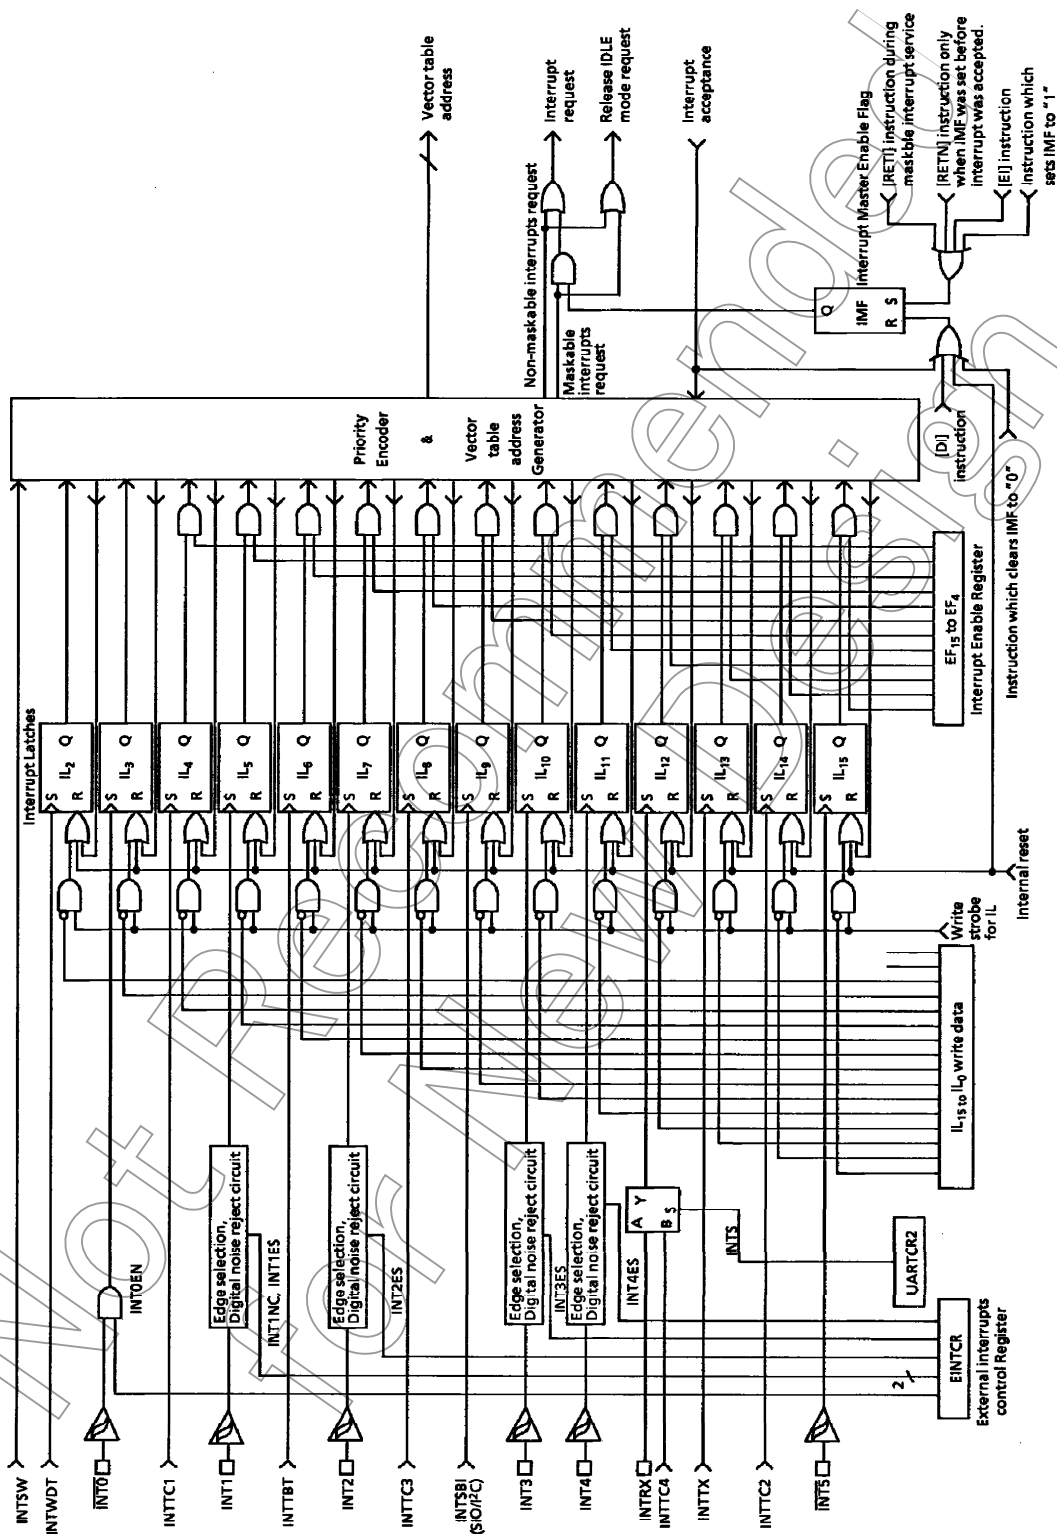 INTSW
INTWDT
INT0
INTTC1
INT1
INTTBT
INT2
INTTC3
INTSBI
(SIO/I²C)
INT3
INT4
INTRX
INTTC4
INTTX
INTTC2
INT5
INT0EN
Edge selection,
Digital noise reject circuit
INT1NC, INT1ES
Edge selection,
Digital noise reject circuit
INT2ES
Edge selection,
Digital noise reject circuit
INT3ES
Edge selection,
Digital noise reject circuit
INT4ES
A Y
B S
INTS
UARTCR2
2
EINTCR
External interrupts
control Register
IL15 to IL0 write data
Write
strobe
for IL
Internal reset
Interrupt Latches
S IL2 Q
R
S IL3 Q
R
S IL4 Q
R
S IL5 Q
R
S IL6 Q
R
S IL7 Q
R
S IL8 Q
R
S IL9 Q
R
S IL10 Q
R
S IL11 Q
R
S IL12 Q
R
S IL13 Q
R
S IL14 Q
R
S IL15 Q
R
EF15 to EF4
Interrupt Enable Register
Instruction which clears IMF to "0"
[DI]
instruction
Priority
Encoder
&
Vector
table
address
Generator
Vector table
address
Non-maskable interrupts request
Maskable
interrupts
request
Interrupt
request
Release IDLE
mode request
Interrupt
acceptance
Q
IMF
R S
Interrupt Master Enable Flag
[RETI] instruction during
maskble interrupt service
[RETN] instruction only
when IMF was set before
interrupt was accepted.
[EI] instruction
Instruction which
sets IMF to "1"
Not Recommended
for New Design